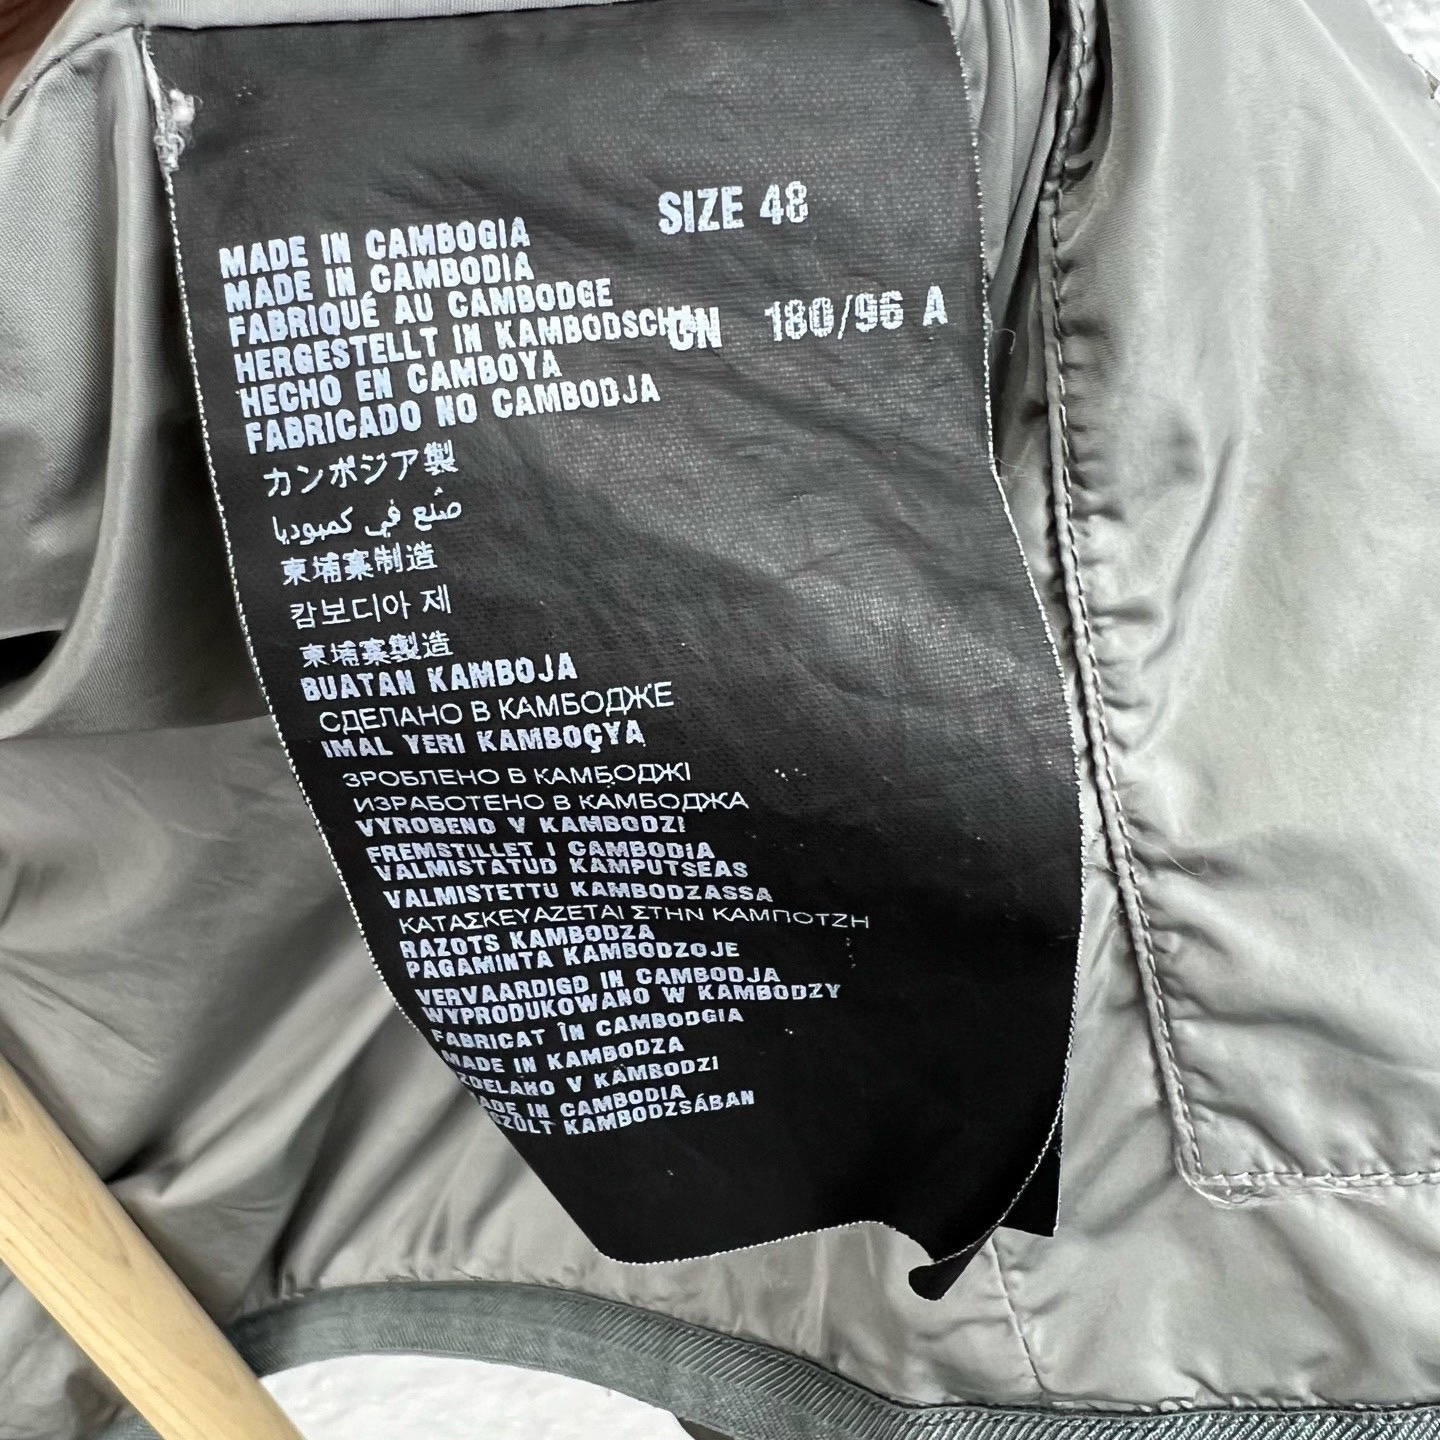 SIZE 48
MADE IN CAMBOGIA
MADE IN CAMBODIA
FABRIQUÉ AU CAMBODGE
HERGESTELLT IN KAMBODSCHA
CN 180/96 A
HECHO EN CAMBOYA
FABRICADO NO CAMBODJA
カンボジア製
صُنع في كمبوديا
柬埔寨制造
캄보디아 제
柬埔寨製造
BUATAN KAMBOJA
СДЕЛАНО В КАМБОДЖЕ
IMAL YERI KAMBOÇYA
ЗРОБЛЕНО В КАМБОДЖІ
ИЗРАБОТЕНО В КАМБОДЖА
VYROBENO V KAMBODZI
FREMSTILLET I CAMBODIA
VALMISTATUD KAMPUTSEAS
VALMISTETTU KAMBODZASSA
ΚΑΤΑΣΚΕΥΑΖΕΤΑΙ ΣΤΗΝ ΚΑΜΠΟΤΖΗ
RAZOTS KAMBODZA
PAGAMINTA KAMBODZOJE
VERVAARDIGD IN CAMBODJA
WYPRODUKOWANO W KAMBODZY
FABRICAT ÎN CAMBODGIA
MADE IN KAMBODZA
ZDELANO V KAMBODZI
ADE IN CAMBODIA
SZÜLT KAMBODZSÁBAN